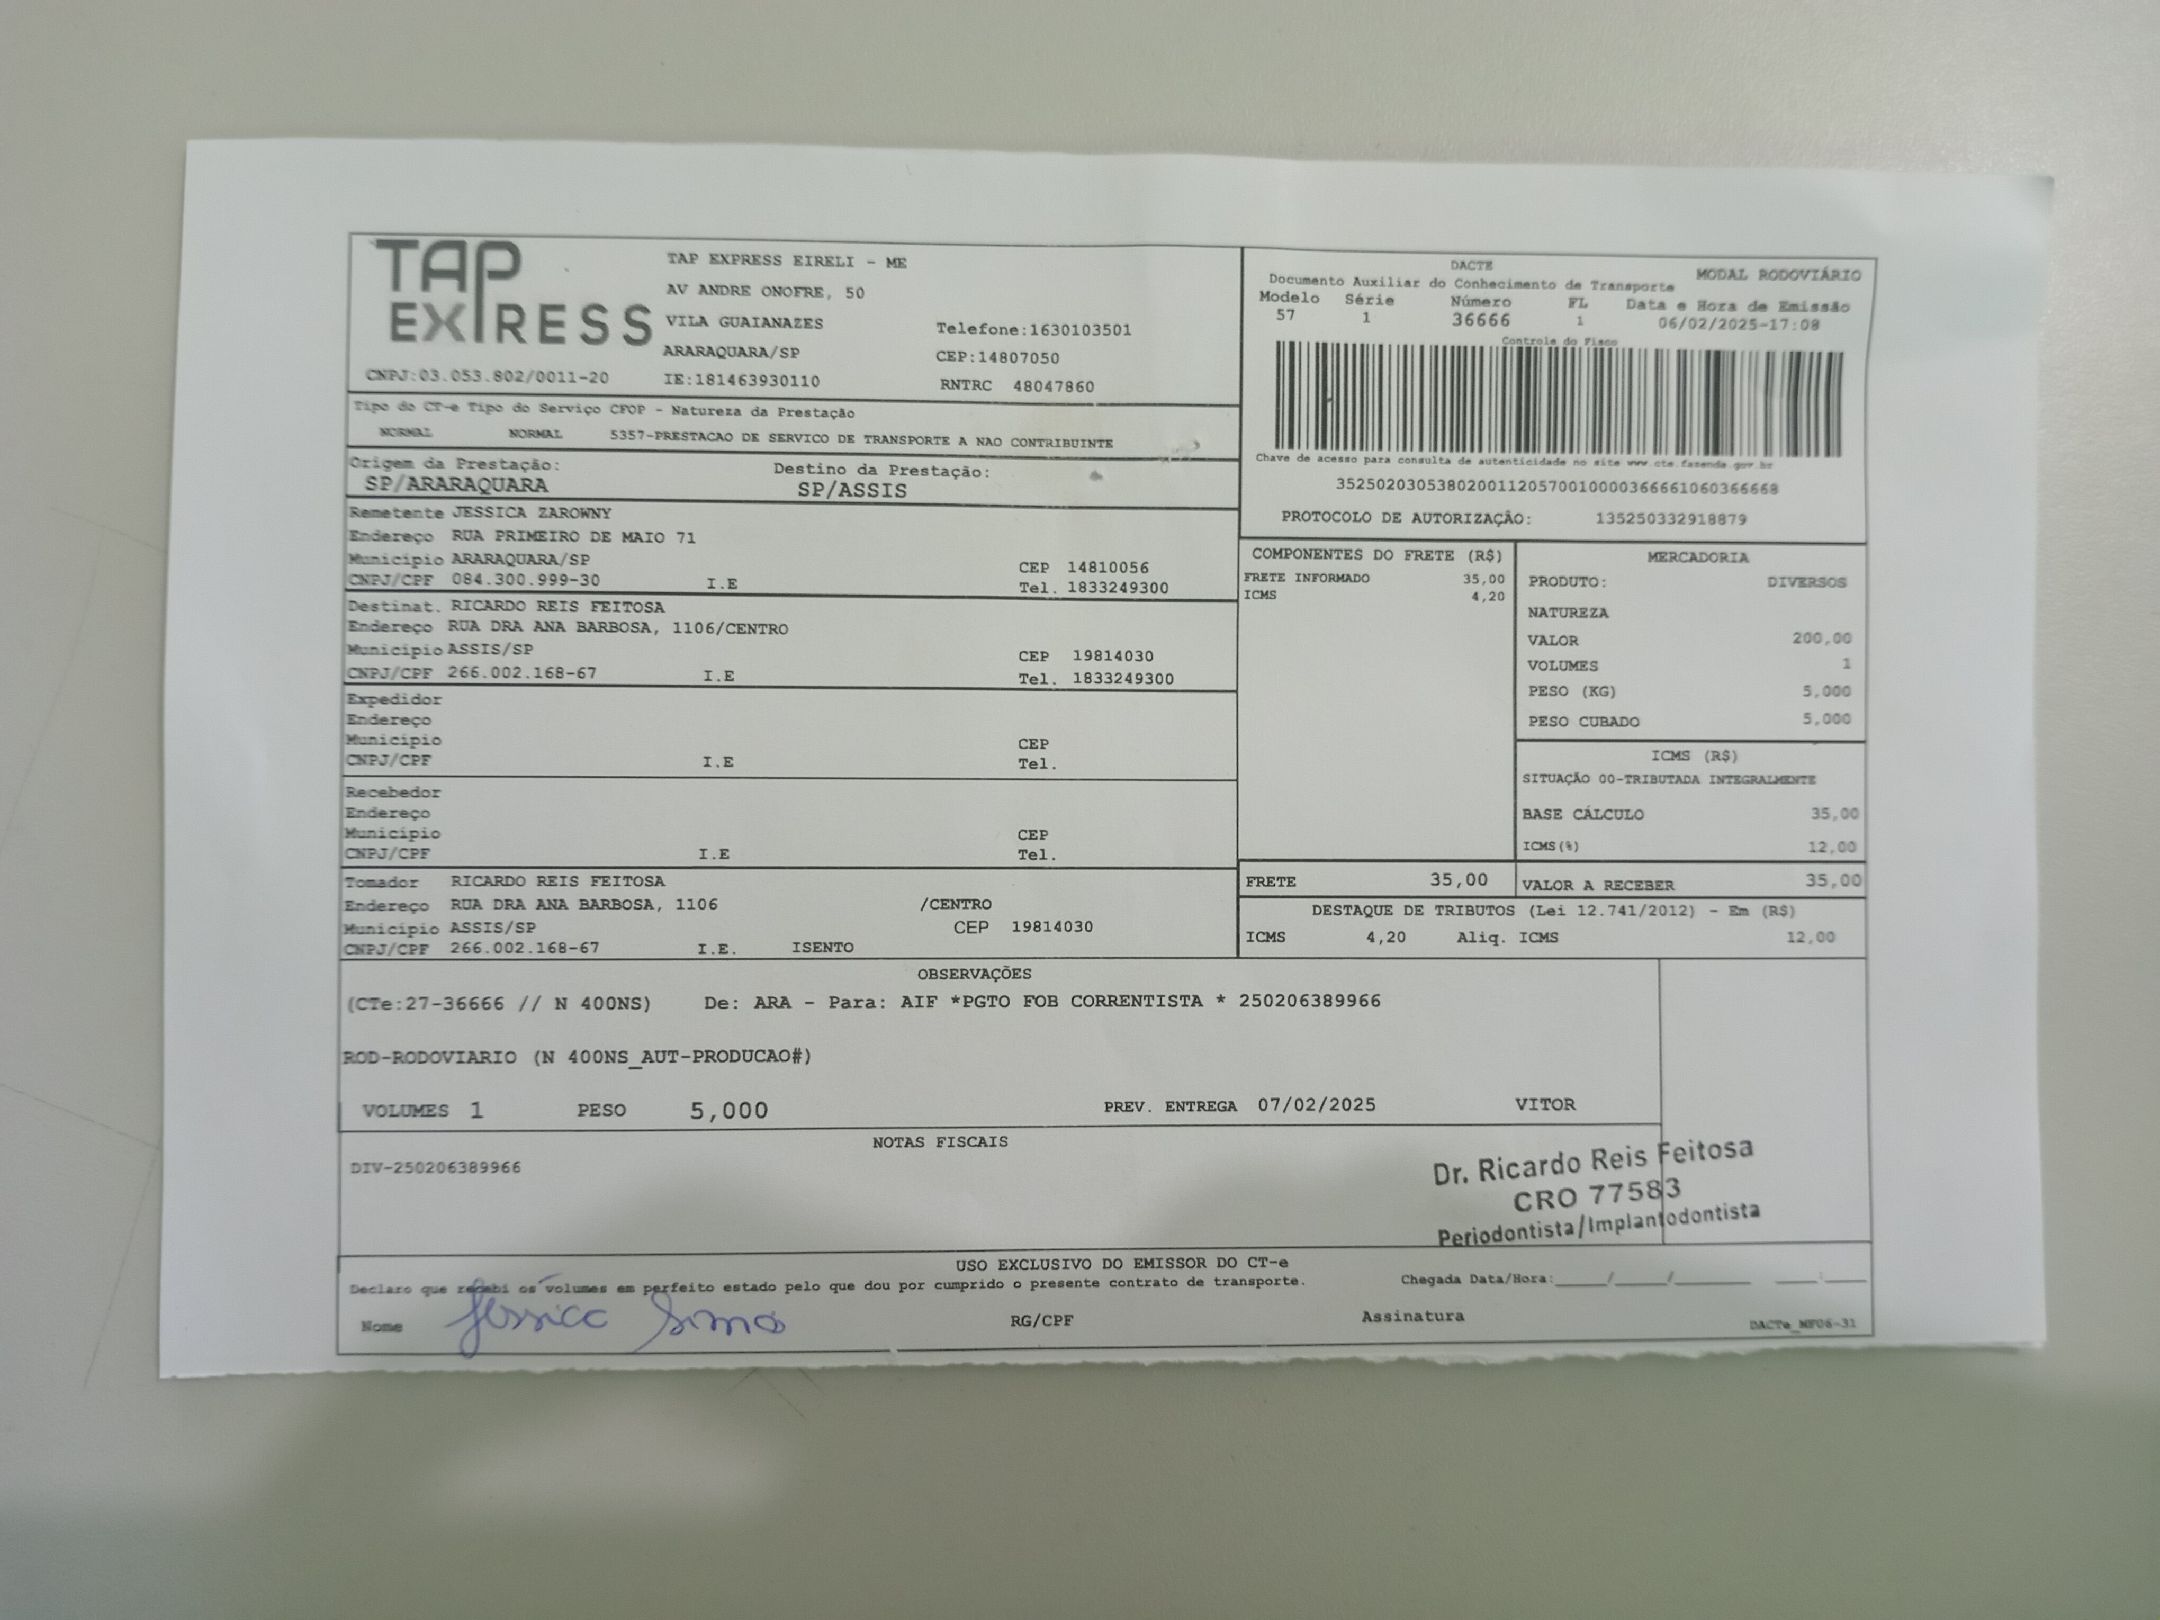 TAP
EXPRESS
TAP EXPRESS EIRELI - ME
AV ANDRE ONOFRE, 50
VILA GUAIANAZES
Telefone:1630103501
ARARAQUARA/SP
CEP:14807050
CNPJ:03.053.802/0011-20
IE:181463930110
RNTRC 48047860
DACTE
MODAL RODOVIÁRIO
Documento Auxiliar do Conhecimento de Transporte
Modelo Série Número FL Data e Hora de Emissão
57 1 36666 1 06/02/2025-17:08
Controle do Fisco
Chave de acesso para consulta de autenticidade no site www.cte.fazenda.gov.br
35250203053802001120570010000366661060366668
PROTOCOLO DE AUTORIZAÇÃO: 135250332918879
Tipo do CT-e Tipo do Serviço CFOP - Natureza da Prestação
NORMAL NORMAL 5357-PRESTACAO DE SERVICO DE TRANSPORTE A NAO CONTRIBUINTE
Origem da Prestação: Destino da Prestação:
SP/ARARAQUARA SP/ASSIS
Remetente JESSICA ZAROWNY
Endereço RUA PRIMEIRO DE MAIO 71
Município ARARAQUARA/SP CEP 14810056
CNPJ/CPF 084.300.999-30 I.E Tel. 1833249300
Destinat. RICARDO REIS FEITOSA
Endereço RUA DRA ANA BARBOSA, 1106/CENTRO
Município ASSIS/SP CEP 19814030
CNPJ/CPF 266.002.168-67 I.E Tel. 1833249300
Expedidor
Endereço
Município CEP
CNPJ/CPF I.E Tel.
Recebedor
Endereço
Município CEP
CNPJ/CPF I.E Tel.
Tomador RICARDO REIS FEITOSA
Endereço RUA DRA ANA BARBOSA, 1106 /CENTRO
Município ASSIS/SP CEP 19814030
CNPJ/CPF 266.002.168-67 I.E. ISENTO
COMPONENTES DO FRETE (R$)
FRETE INFORMADO 35,00
ICMS 4,20
MERCADORIA
PRODUTO: DIVERSOS
NATUREZA
VALOR 200,00
VOLUMES 1
PESO (KG) 5,000
PESO CUBADO 5,000
ICMS (R$)
SITUAÇÃO 00-TRIBUTADA INTEGRALMENTE
BASE CÁLCULO 35,00
ICMS(%) 12,00
FRETE 35,00 VALOR A RECEBER 35,00
DESTAQUE DE TRIBUTOS (Lei 12.741/2012) - Em (R$)
ICMS 4,20 Aliq. ICMS 12,00
OBSERVAÇÕES
(CTe:27-36666 // N 400NS) De: ARA - Para: AIF *PGTO FOB CORRENTISTA * 250206389966
ROD-RODOVIARIO (N 400NS_AUT-PRODUCAO#)
VOLUMES 1 PESO 5,000 PREV. ENTREGA 07/02/2025 VITOR
NOTAS FISCAIS
DIV-250206389966
Dr. Ricardo Reis Feitosa
CRO 77583
Periodontista/Implantodontista
USO EXCLUSIVO DO EMISSOR DO CT-e
Declaro que recebi os volumes em perfeito estado pelo que dou por cumprido o presente contrato de transporte. Chegada Data/Hora:____/____/______ ___:___
Nome Jéssica RG/CPF Assinatura DACTe_MF06-31